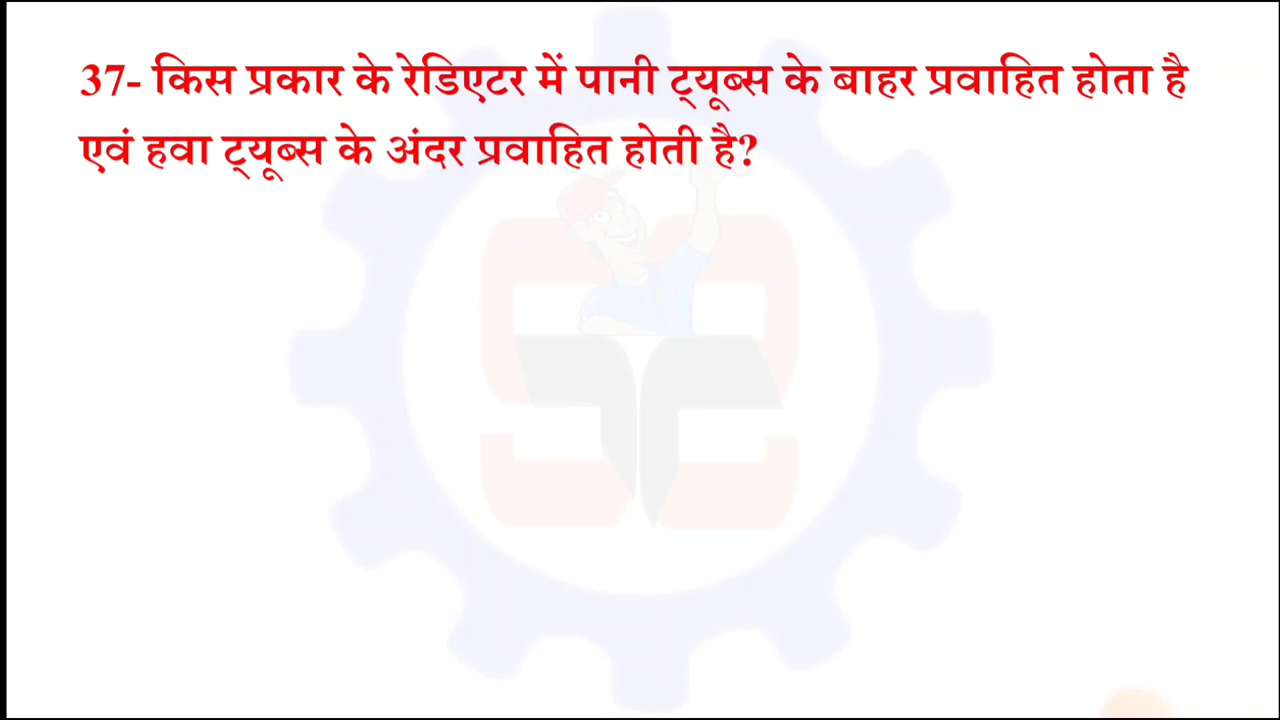 37- किस प्रकार के रेडिएटर में पानी ट्यूब्स के बाहर प्रवाहित होता है
एवं हवा ट्यूब्स के अंदर प्रवाहित होती है?